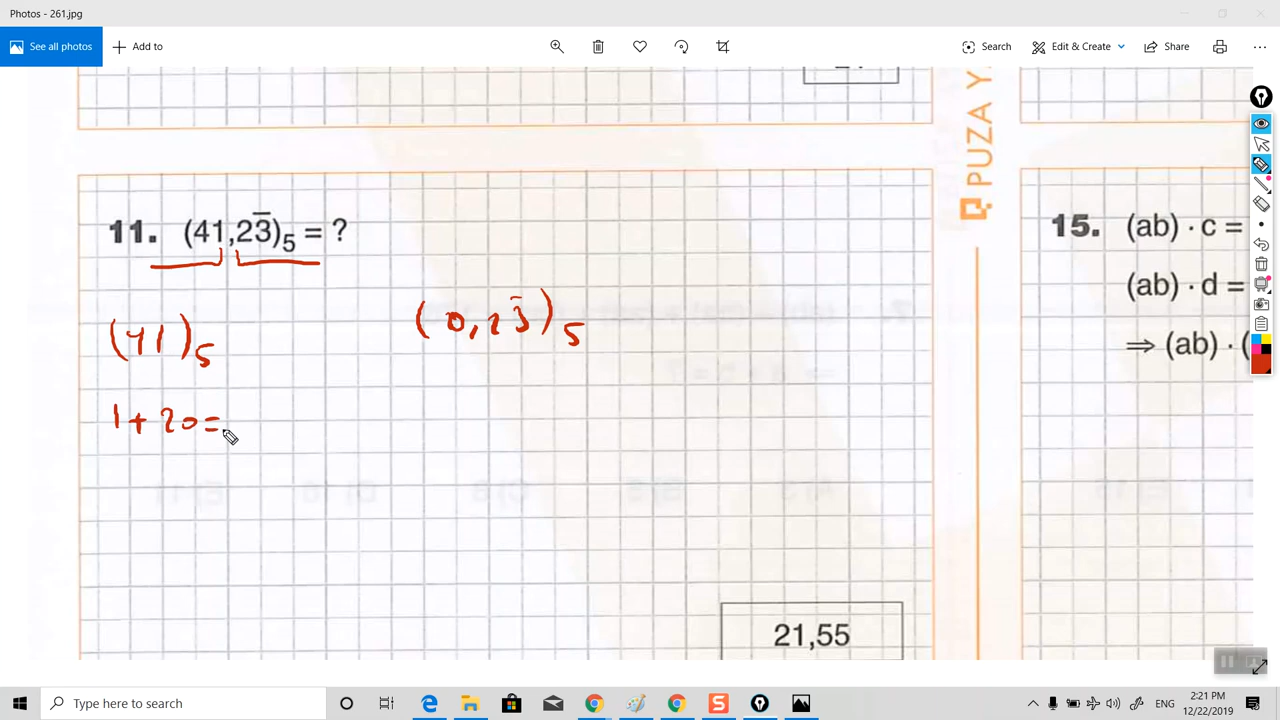 Photos - 261.jpg
See all photos
Add to
Search
Edit & Create
Share
PUZA Y
11. (41,23̅)₅ = ?
(41)₅
(0,23̅)₅
1+20=
21,55
15. (ab) · c =
(ab) · d =
⇒ (ab) · (
Type here to search
2:21 PM
12/22/2019